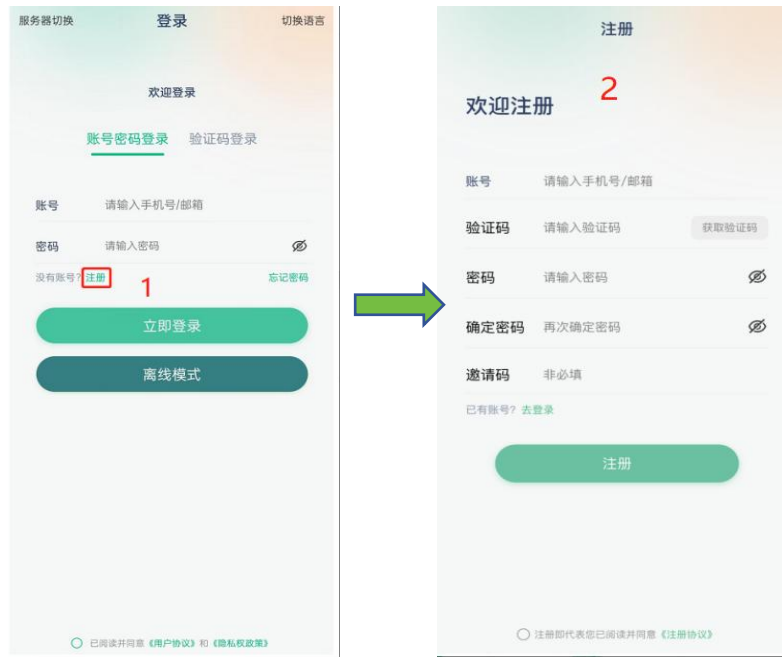 服务器切换 登录 切换语言
欢迎登录
账号密码登录 验证码登录
账号 请输入手机号/邮箱
密码 请输入密码
没有账号? 注册 忘记密码
1
立即登录
离线模式
已阅读并同意《用户协议》和《隐私权政策》
注册
2
欢迎注册
账号 请输入手机号/邮箱
验证码 请输入验证码 获取验证码
密码 请输入密码
确定密码 再次确定密码
邀请码 非必填
已有账号? 去登录
注册
注册即代表您已阅读并同意《注册协议》